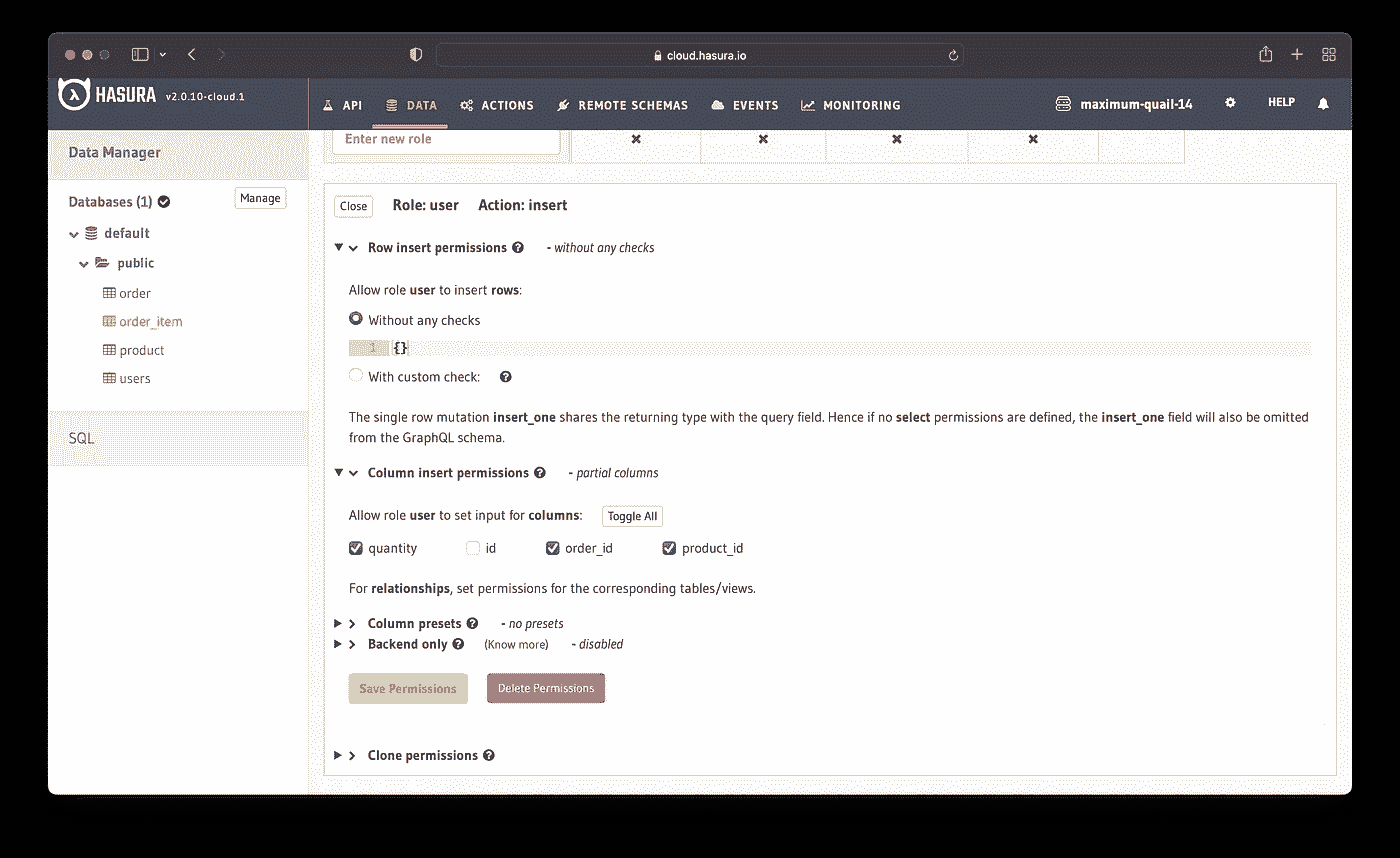 cloud.hasura.io
HASURA v2.0.10-cloud.1
API DATA ACTIONS REMOTE SCHEMAS EVENTS MONITORING maximum-quail-14 HELP
Data Manager
Databases (1) Manage
default
public
order
order_item
product
users
SQL
Enter new role
Close Role: user Action: insert
Row insert permissions - without any checks
Allow role user to insert rows:
Without any checks
1 {}
With custom check:
The single row mutation insert_one shares the returning type with the query field. Hence if no select permissions are defined, the insert_one field will also be omitted
from the GraphQL schema.
Column insert permissions - partial columns
Allow role user to set input for columns: Toggle All
quantity id order_id product_id
For relationships, set permissions for the corresponding tables/views.
Column presets - no presets
Backend only (Know more) - disabled
Save Permissions Delete Permissions
Clone permissions